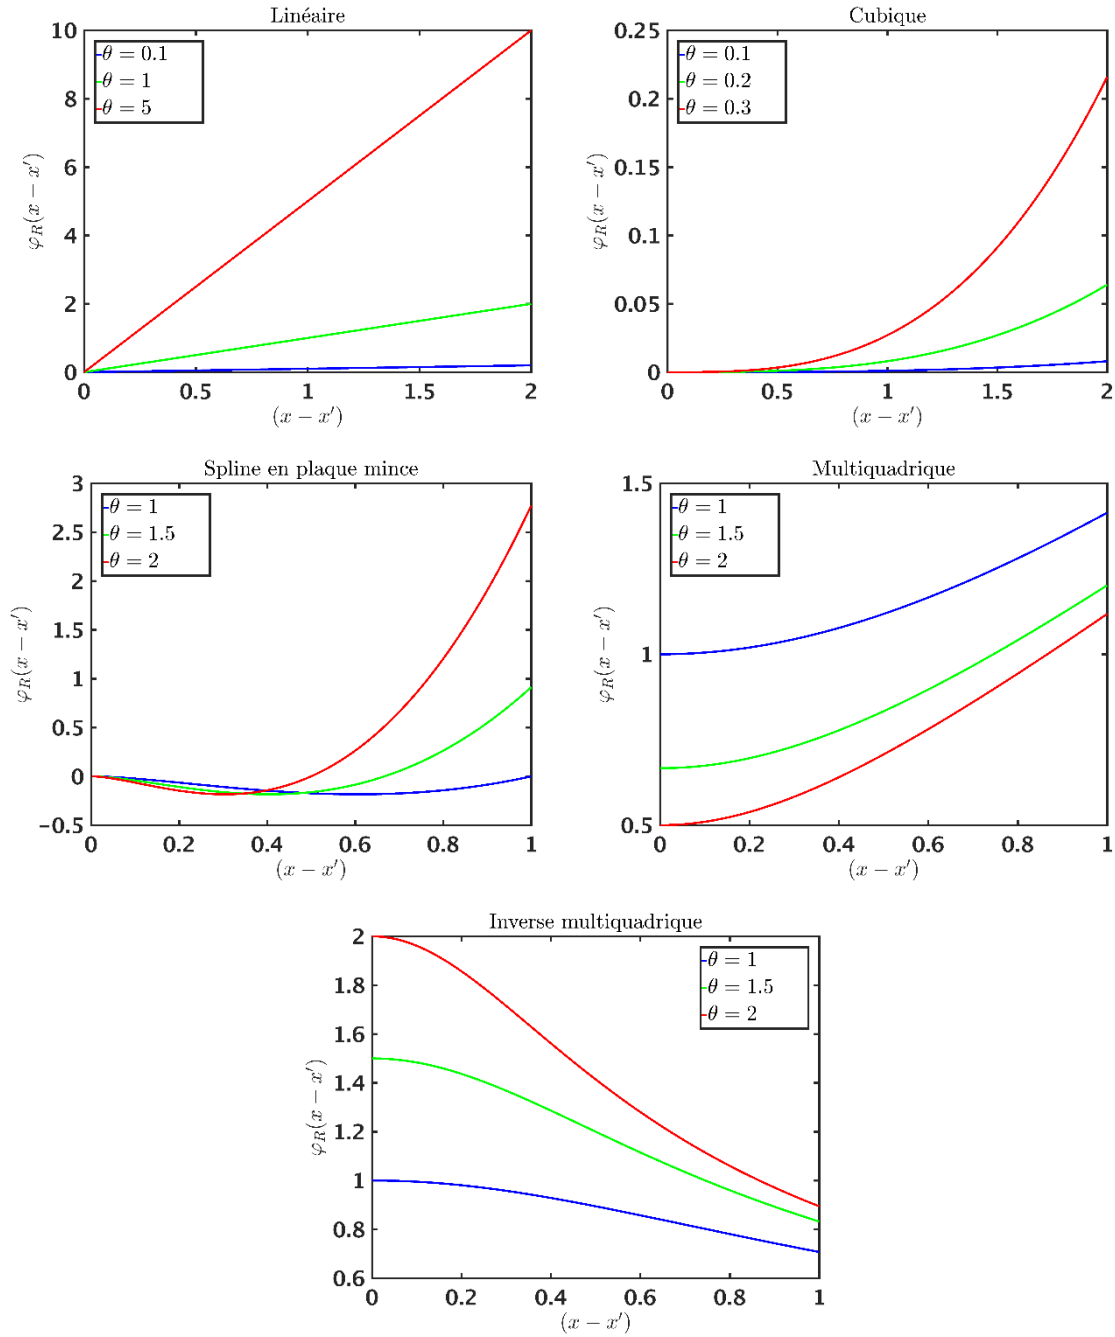 Linéaire
10
8
6
4
2
0
φ_R(x − x′)
θ = 0.1
θ = 1
θ = 5
0 0.5 1 1.5 2
(x − x′)
Cubique
0.25
0.2
0.15
0.1
0.05
0
φ_R(x − x′)
θ = 0.1
θ = 0.2
θ = 0.3
0 0.5 1 1.5 2
(x − x′)
Spline en plaque mince
3
2.5
2
1.5
1
0.5
0
−0.5
φ_R(x − x′)
θ = 1
θ = 1.5
θ = 2
0 0.2 0.4 0.6 0.8 1
(x − x′)
Multiquadrique
1.5
1
0.5
φ_R(x − x′)
θ = 1
θ = 1.5
θ = 2
0 0.2 0.4 0.6 0.8 1
(x − x′)
Inverse multiquadrique
2
1.8
1.6
1.4
1.2
1
0.8
0.6
φ_R(x − x′)
θ = 1
θ = 1.5
θ = 2
0 0.2 0.4 0.6 0.8 1
(x − x′)